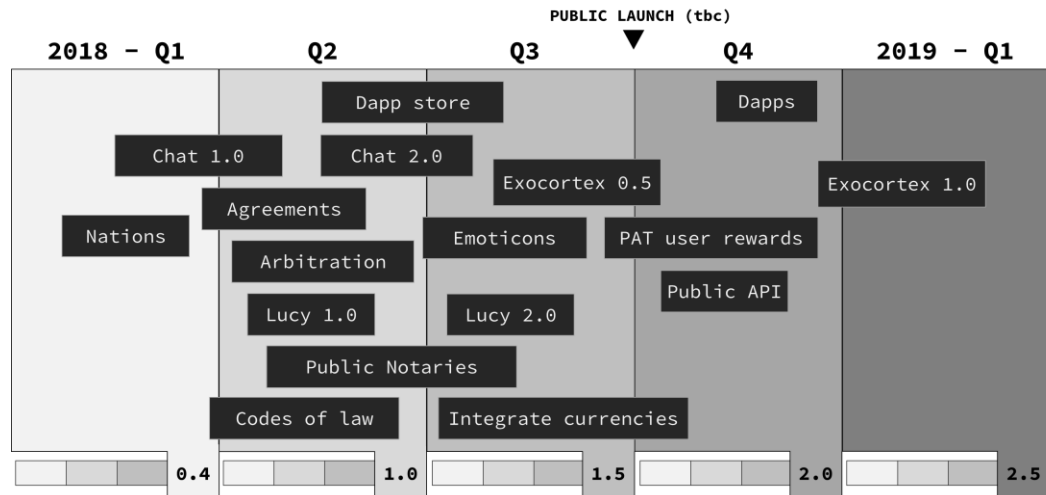 PUBLIC LAUNCH (tbc)
2018 – Q1
Q2
Q3
Q4
2019 – Q1
Dapp store
Dapps
Chat 1.0
Chat 2.0
Exocortex 0.5
Exocortex 1.0
Agreements
Nations
Emoticons
PAT user rewards
Arbitration
Public API
Lucy 1.0
Lucy 2.0
Public Notaries
Codes of law
Integrate currencies
0.4
1.0
1.5
2.0
2.5